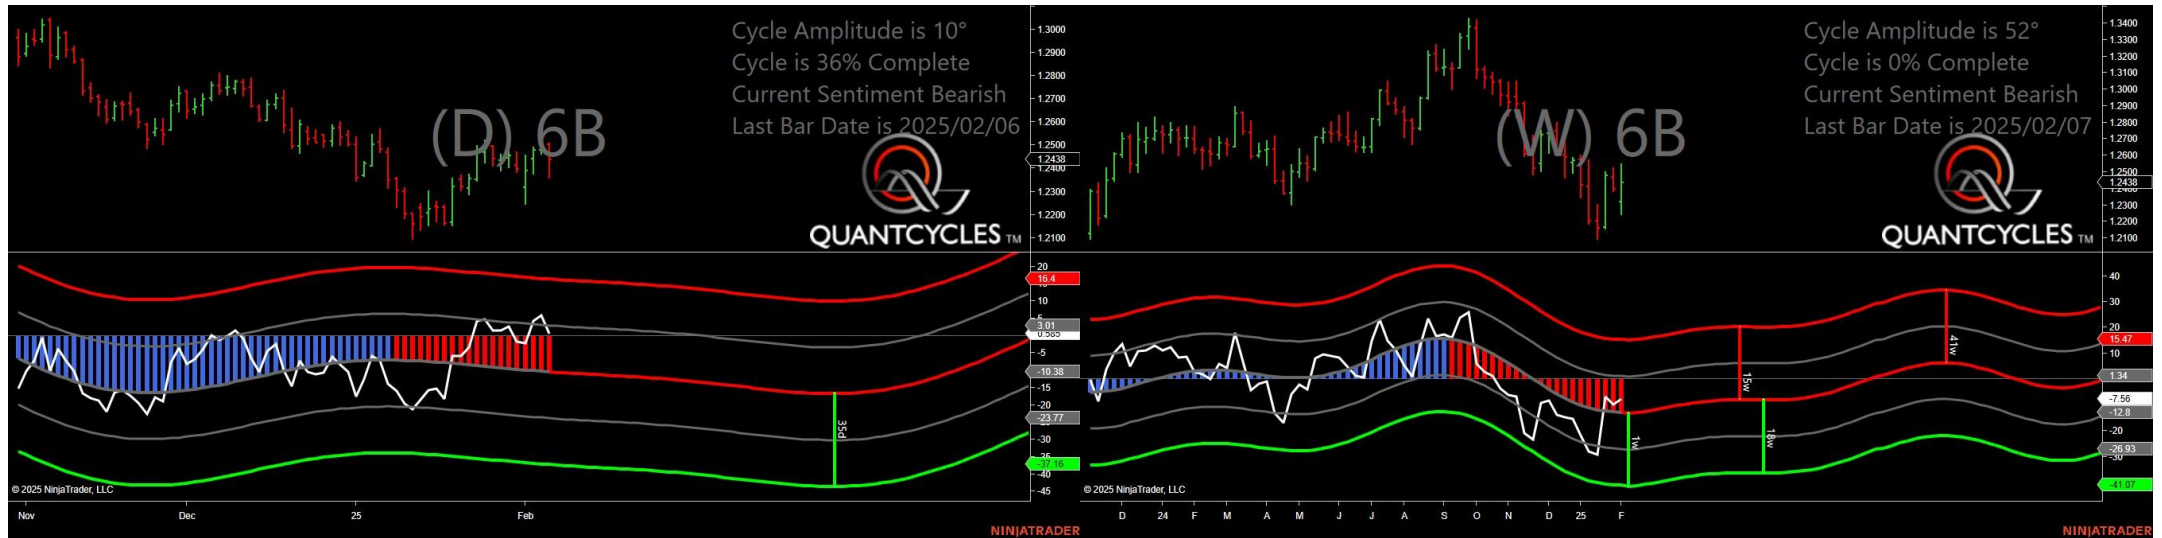 Cycle Amplitude is 10°
Cycle is 36% Complete
Current Sentiment Bearish
Last Bar Date is 2025/02/06
(D) 6B
QUANTCYCLES TM
1.3000
1.2900
1.2800
1.2700
1.2600
1.2500
1.2438
1.2400
1.2300
1.2200
1.2100
20
16.4
10
5
3.01
0.585
-5
-10.38
-15
-20
-23.77
-30
-37.16
-40
-45
35d
© 2025 NinjaTrader, LLC
Nov
Dec
25
Feb
NINJATRADER
Cycle Amplitude is 52°
Cycle is 0% Complete
Current Sentiment Bearish
Last Bar Date is 2025/02/07
(W) 6B
QUANTCYCLES TM
1.3400
1.3300
1.3200
1.3100
1.3000
1.2900
1.2800
1.2700
1.2600
1.2500
1.2438
1.2300
1.2200
1.2100
40
30
20
15.47
10
1.34
-7.56
-12.8
-20
-26.93
-30
-41.07
1w
15w
18w
41w
© 2025 NinjaTrader, LLC
D 24 F M A M J J A S O N D 25 F
NINJATRADER